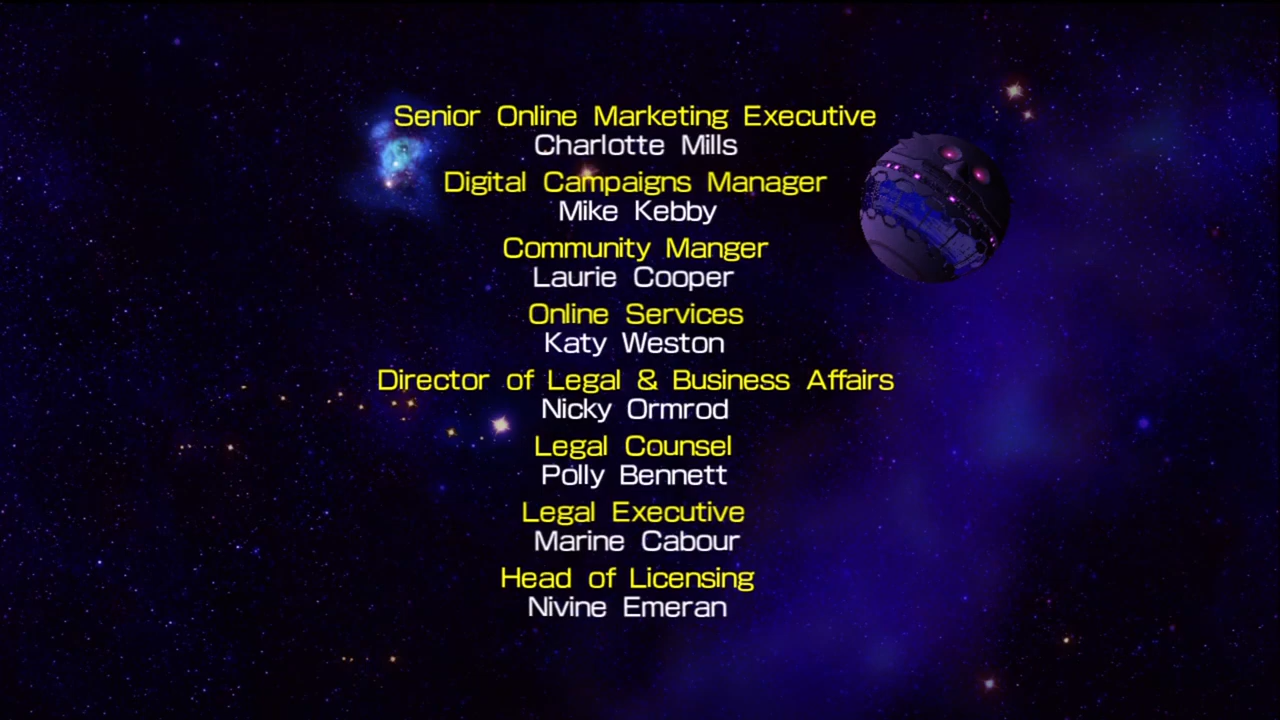 Senior Online Marketing Executive
Charlotte Mills
Digital Campaigns Manager
Mike Kebby
Community Manger
Laurie Cooper
Online Services
Katy Weston
Director of Legal & Business Affairs
Nicky Ormrod
Legal Counsel
Polly Bennett
Legal Executive
Marine Cabour
Head of Licensing
Nivine Emeran